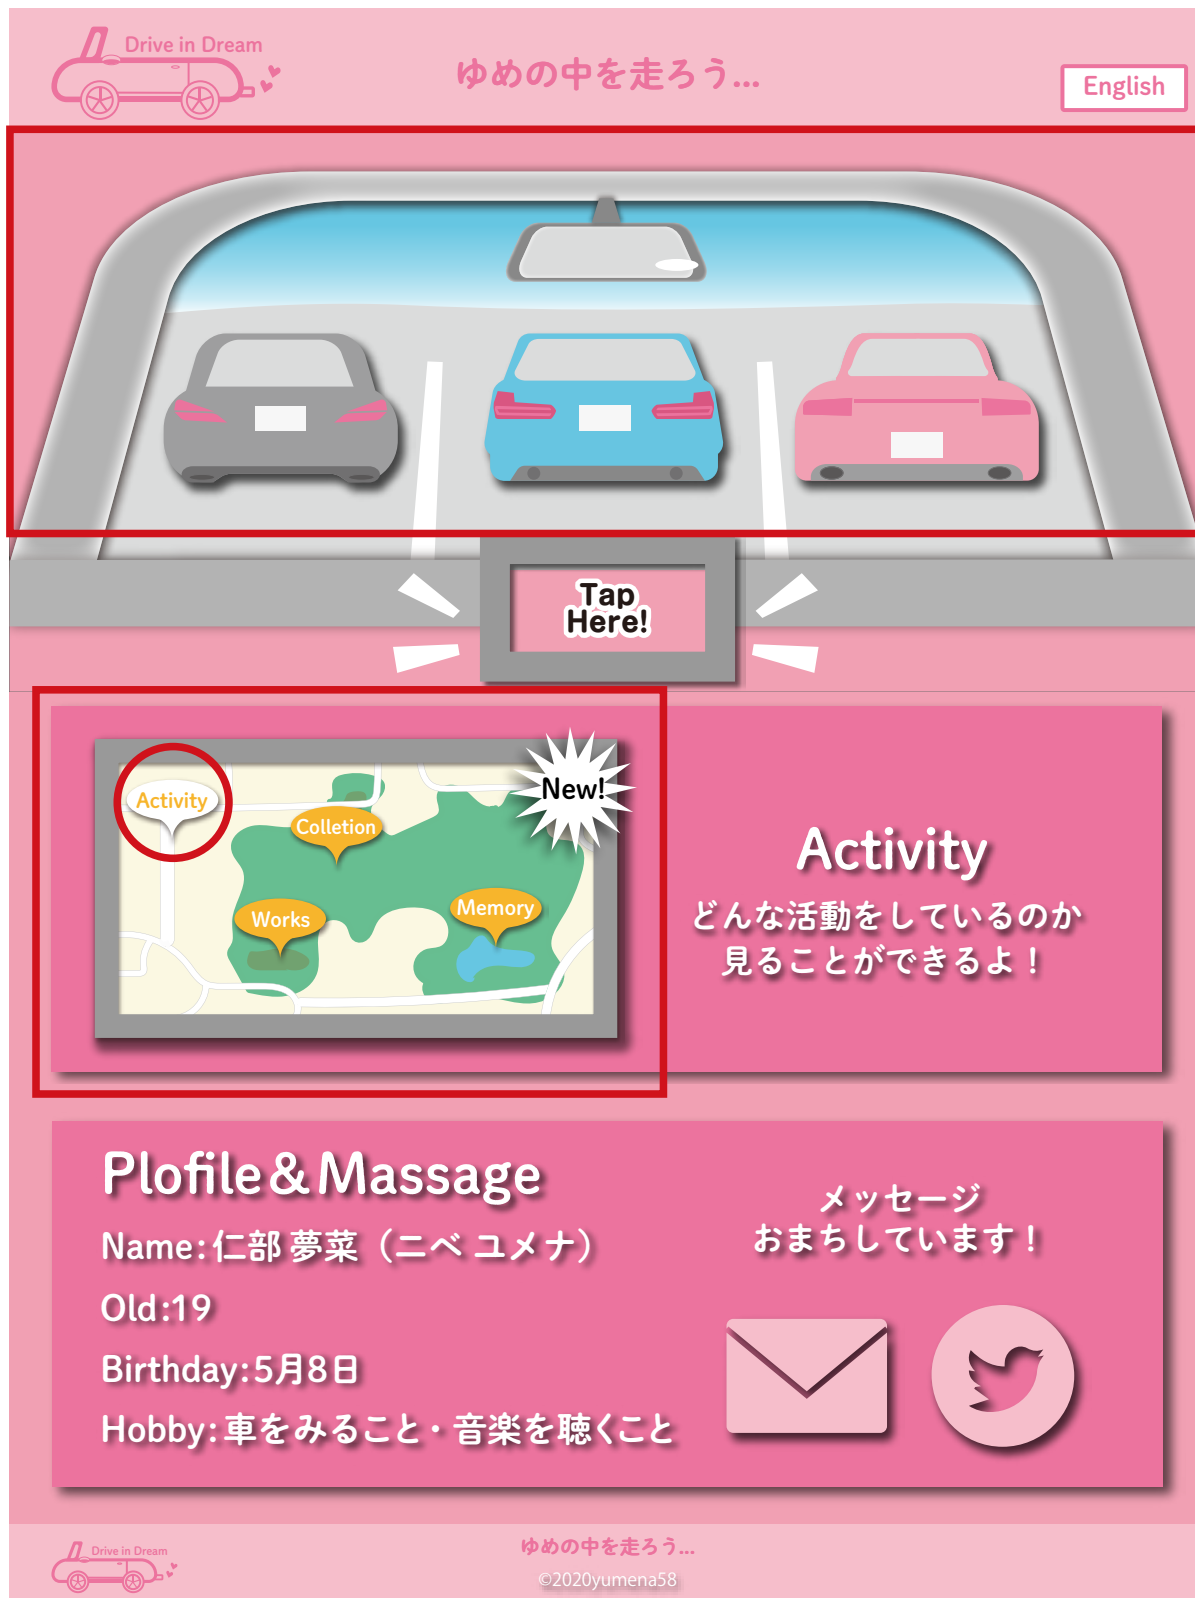 Drive in Dream
ゆめの中を走ろう...
English
Tap
Here!
New!
Activity
Colletion
Works
Memory
Activity
どんな活動をしているのか
見ることができるよ！
Plofile＆Massage
Name:仁部 夢菜（ニベ ユメナ）
Old:19
Birthday:5月8日
Hobby:車をみること・音楽を聴くこと
メッセージ
おまちしています！
Drive in Dream
ゆめの中を走ろう...
©2020yumena58